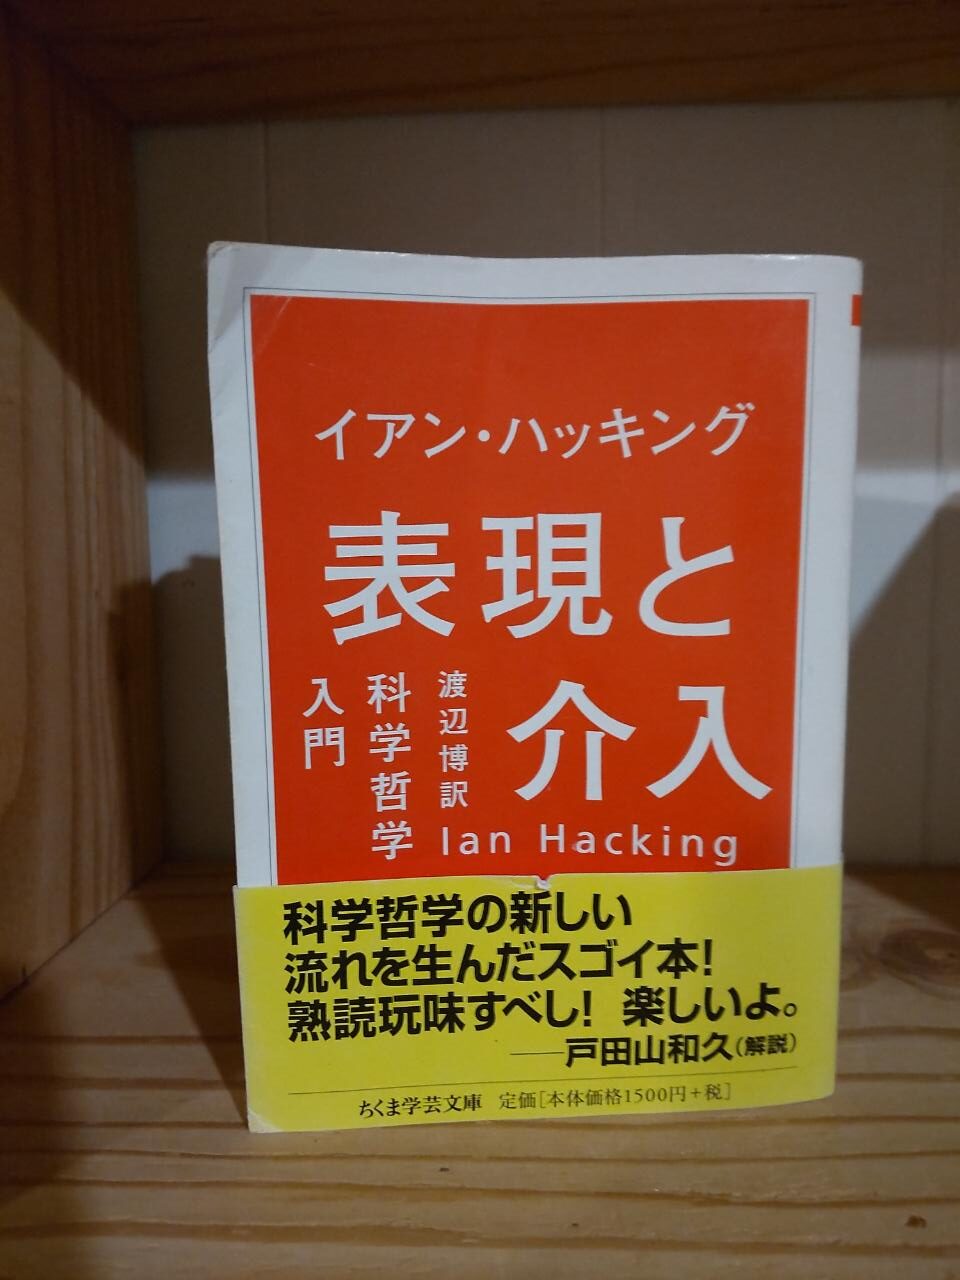 イアン・ハッキング
表現と
介入
渡辺博訳
科学哲学
入門
Ian Hacking
科学哲学の新しい
流れを生んだスゴイ本!
熟読玩味すべし! 楽しいよ。
──戸田山和久(解説)
ちくま学芸文庫 定価[本体価格1500円+税]